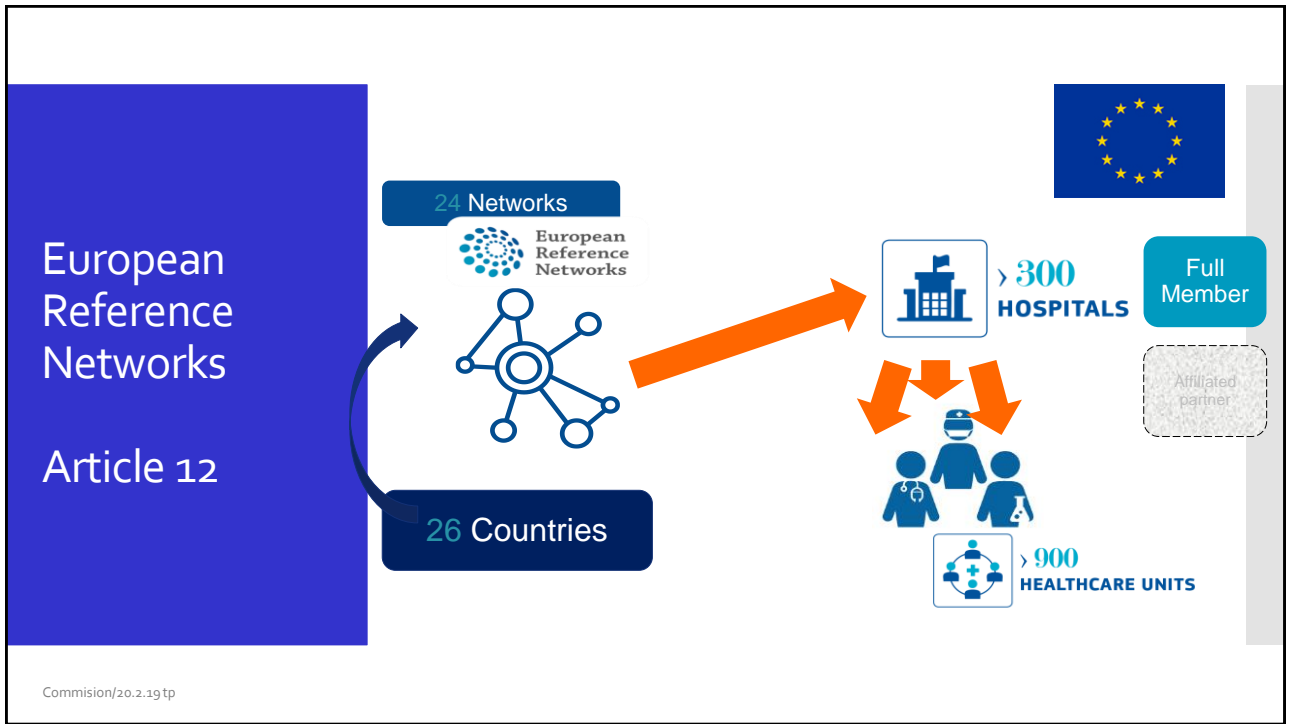 European
Reference
Networks
Article 12
24 Networks
European
Reference
Networks
26 Countries
› 300
HOSPITALS
Full
Member
Affiliated
partner
› 900
HEALTHCARE UNITS
Commision/20.2.19 tp